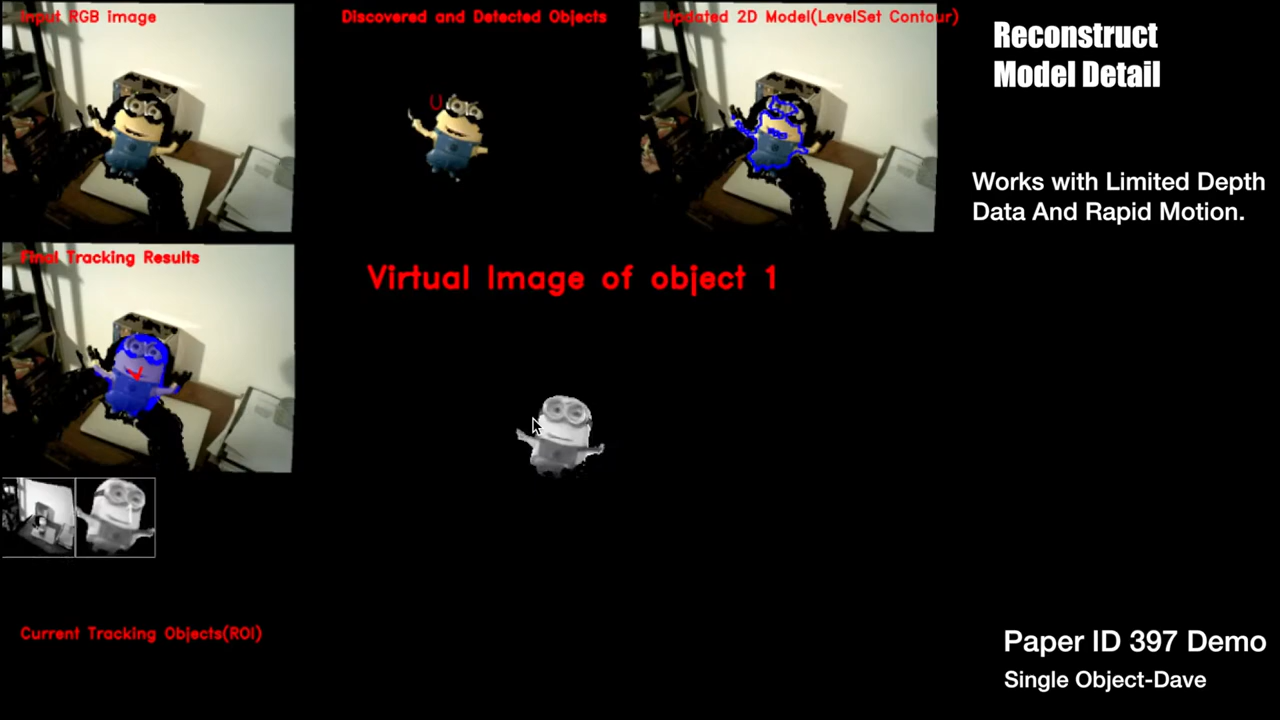 Input RGB image
Discovered and Detected Objects
Updated 2D Model(LevelSet Contour)
Reconstruct
Model Detail
Works with Limited Depth
Data And Rapid Motion.
Final Tracking Results
Virtual Image of object 1
Current Tracking Objects(ROI)
Paper ID 397 Demo
Single Object-Dave